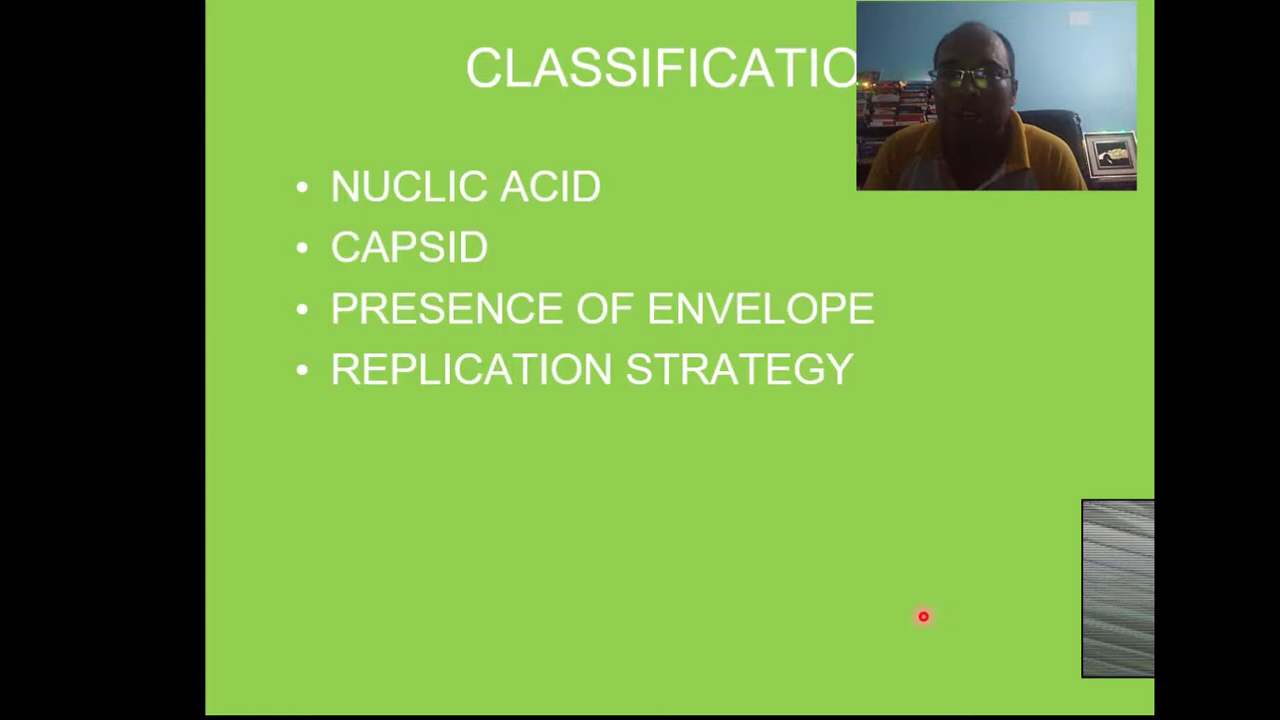 CLASSIFICATIO
• NUCLIC ACID
• CAPSID
• PRESENCE OF ENVELOPE
• REPLICATION STRATEGY